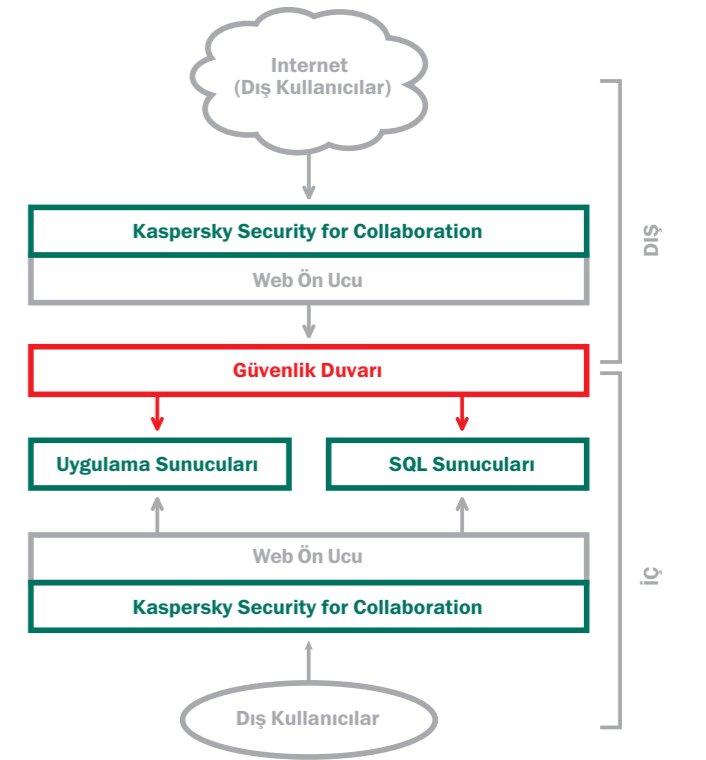 Internet
(Dış Kullanıcılar)
Kaspersky Security for Collaboration
Web Ön Ucu
DIŞ
Güvenlik Duvarı
Uygulama Sunucuları
SQL Sunucuları
Web Ön Ucu
İÇ
Kaspersky Security for Collaboration
Dış Kullanıcılar